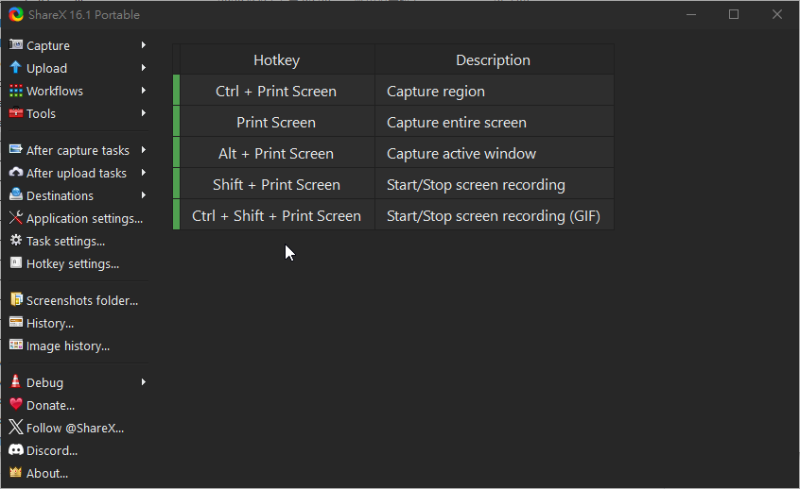 ShareX 16.1 Portable
Capture
Upload
Workflows
Tools
After capture tasks
After upload tasks
Destinations
Application settings...
Task settings...
Hotkey settings...
Screenshots folder...
History...
Image history...
Debug
Donate...
Follow @ShareX...
Discord...
About...
Hotkey Description
Ctrl + Print Screen Capture region
Print Screen Capture entire screen
Alt + Print Screen Capture active window
Shift + Print Screen Start/Stop screen recording
Ctrl + Shift + Print Screen Start/Stop screen recording (GIF)